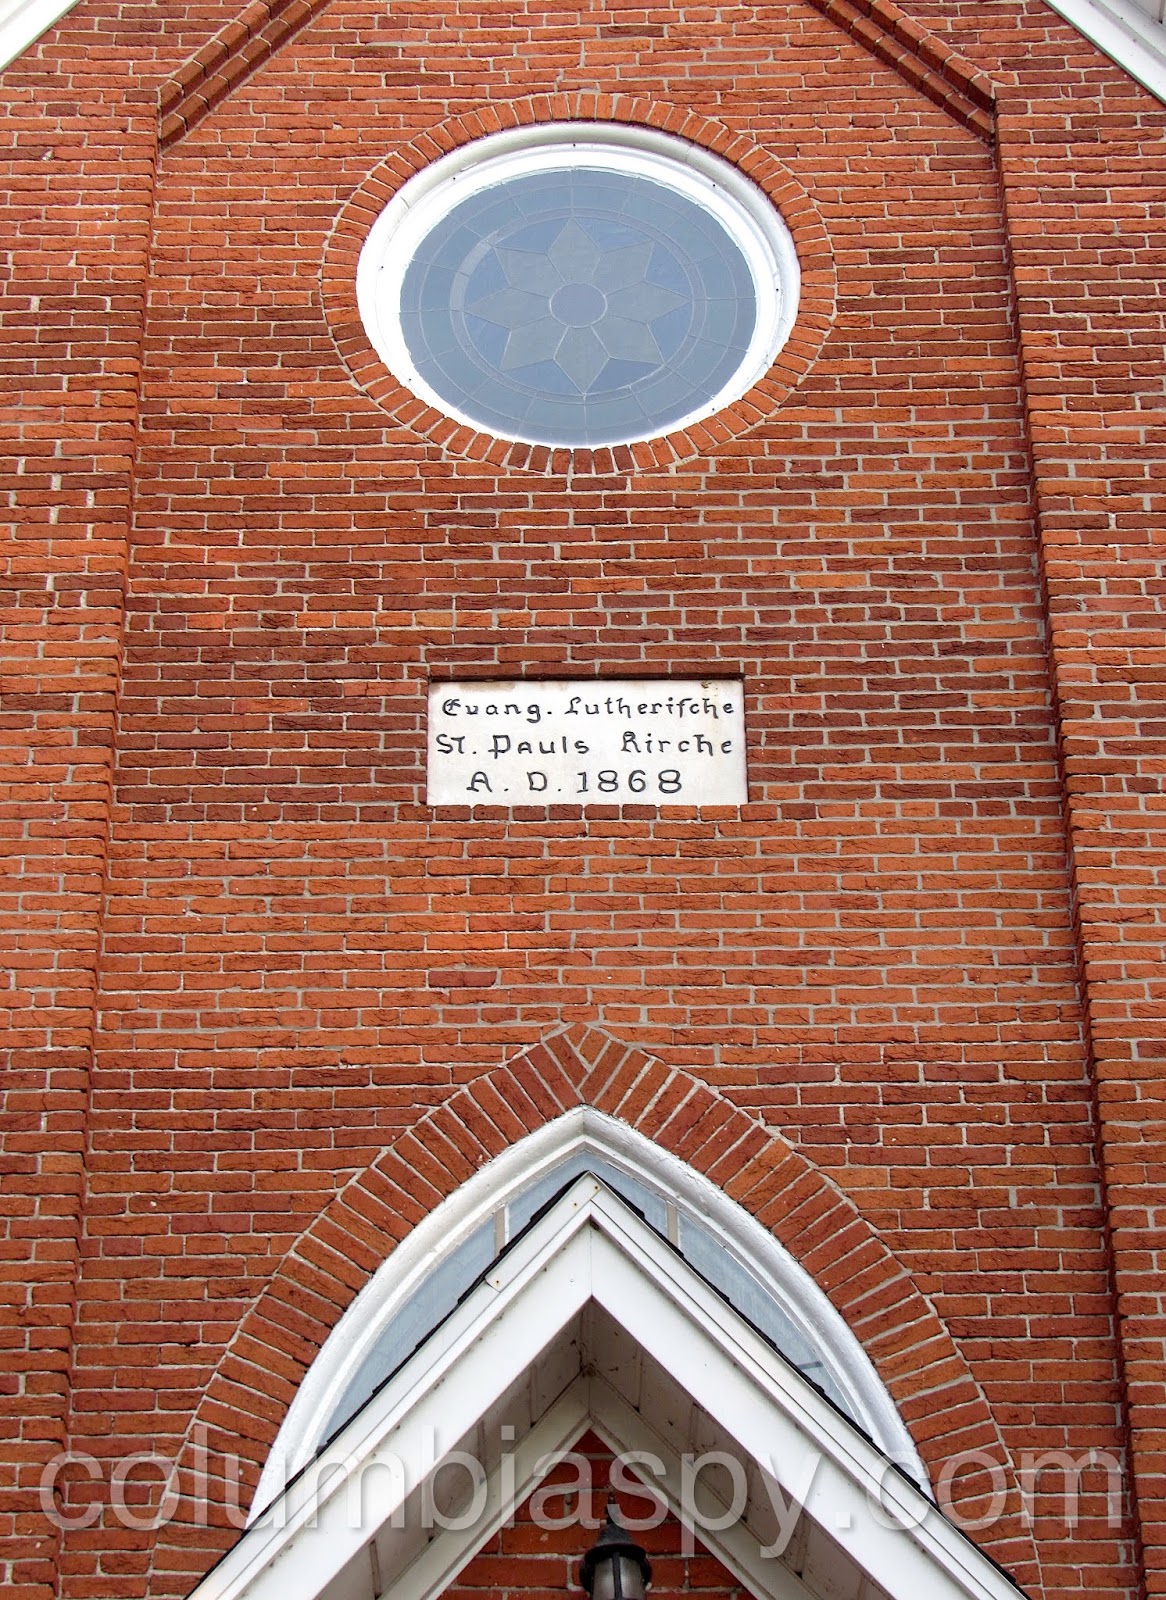 Evang. Lutherische
St. Pauls Kirche
A. D. 1868
columbiaspy.com